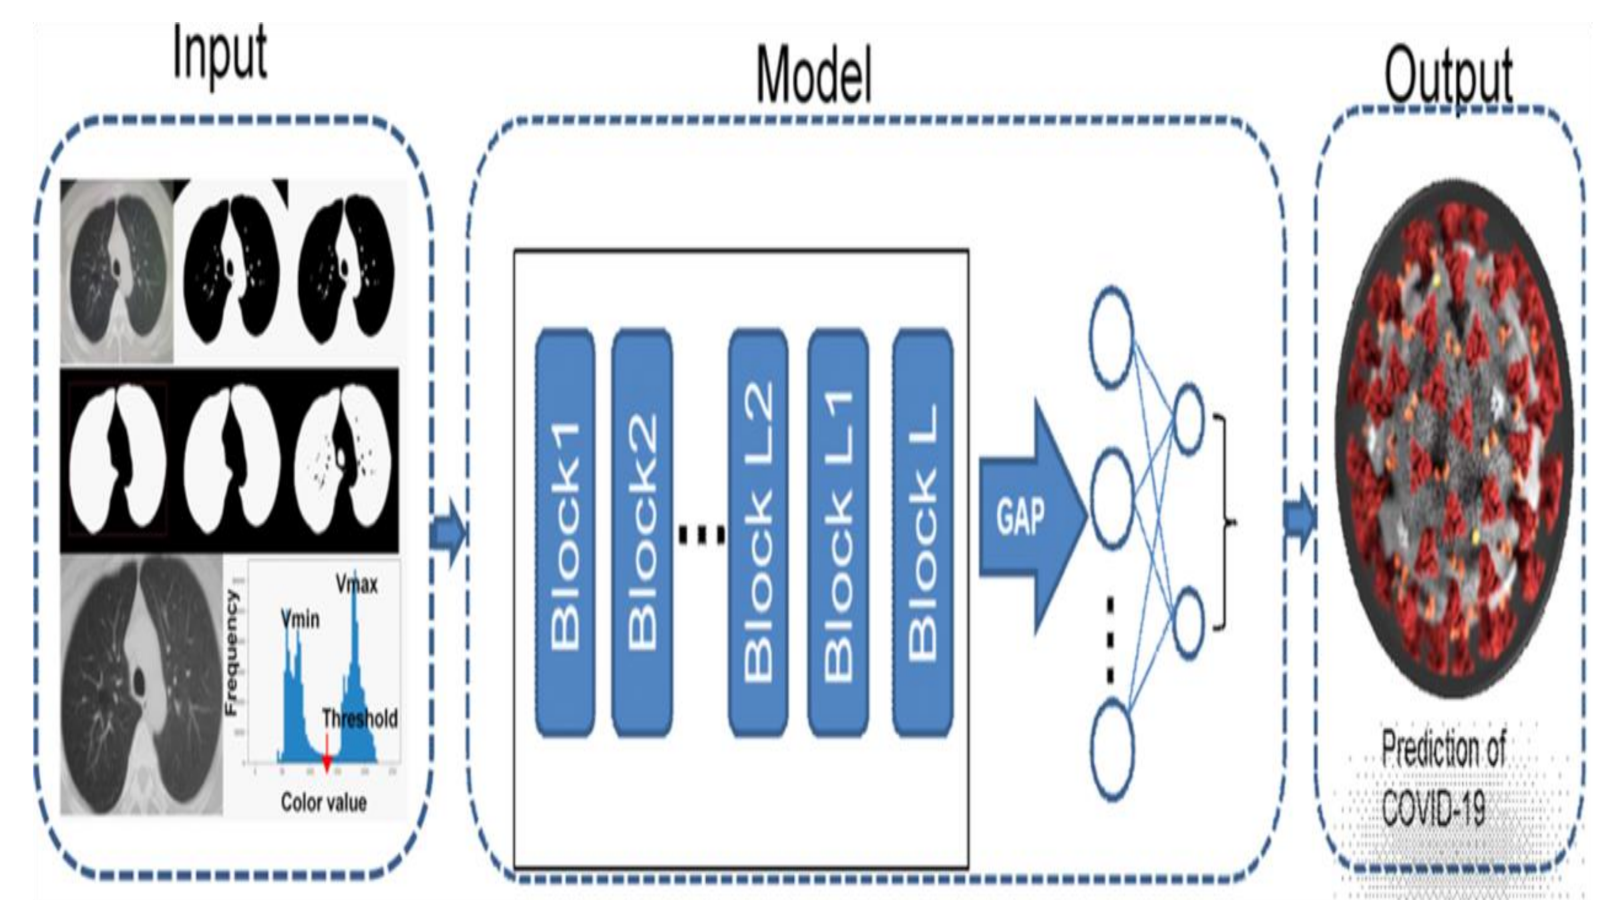 Input
Model
Output
Block1
Block2
Block L2
Block L1
Block L
GAP
Vmax
Vmin
Frequency
Threshold
Color value
Prediction of
COVID-19